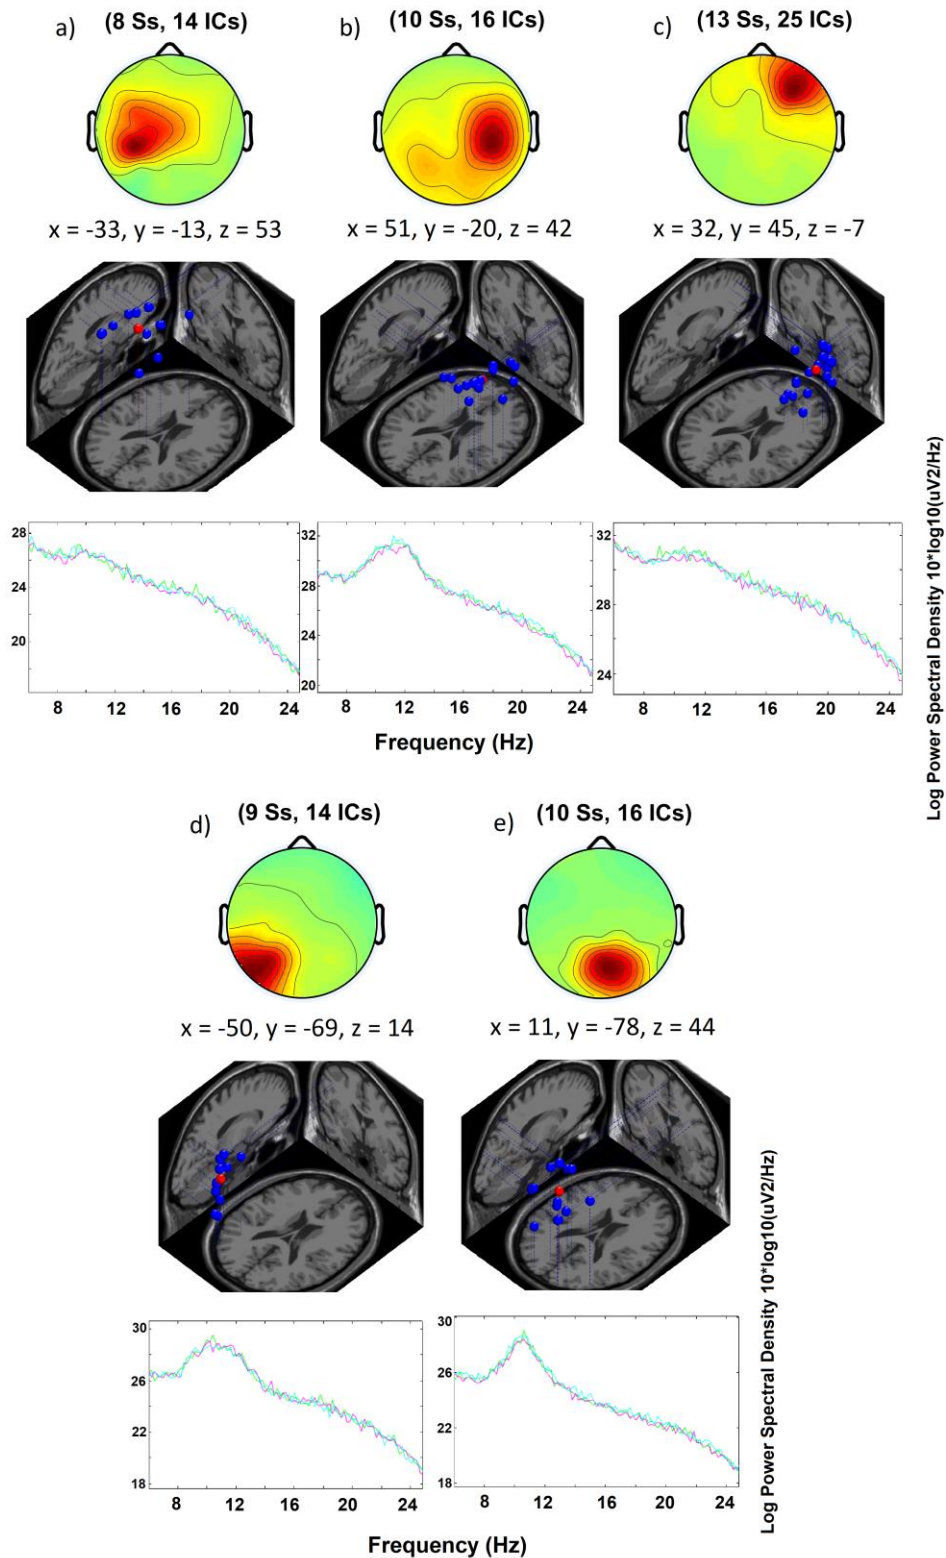 a) (8 Ss, 14 ICs) b) (10 Ss, 16 ICs) c) (13 Ss, 25 ICs)
x = -33, y = -13, z = 53 x = 51, y = -20, z = 42 x = 32, y = 45, z = -7
28
24
20
32
28
24
20
32
28
24
8 12 16 20 24 8 12 16 20 24 8 12 16 20 24
Frequency (Hz)
Log Power Spectral Density 10*log10(uV2/Hz)
d) (9 Ss, 14 ICs) e) (10 Ss, 16 ICs)
x = -50, y = -69, z = 14 x = 11, y = -78, z = 44
30
26
22
18
30
26
22
18
8 12 16 20 24 8 12 16 20 24
Frequency (Hz)
Log Power Spectral Density 10*log10(uV2/Hz)